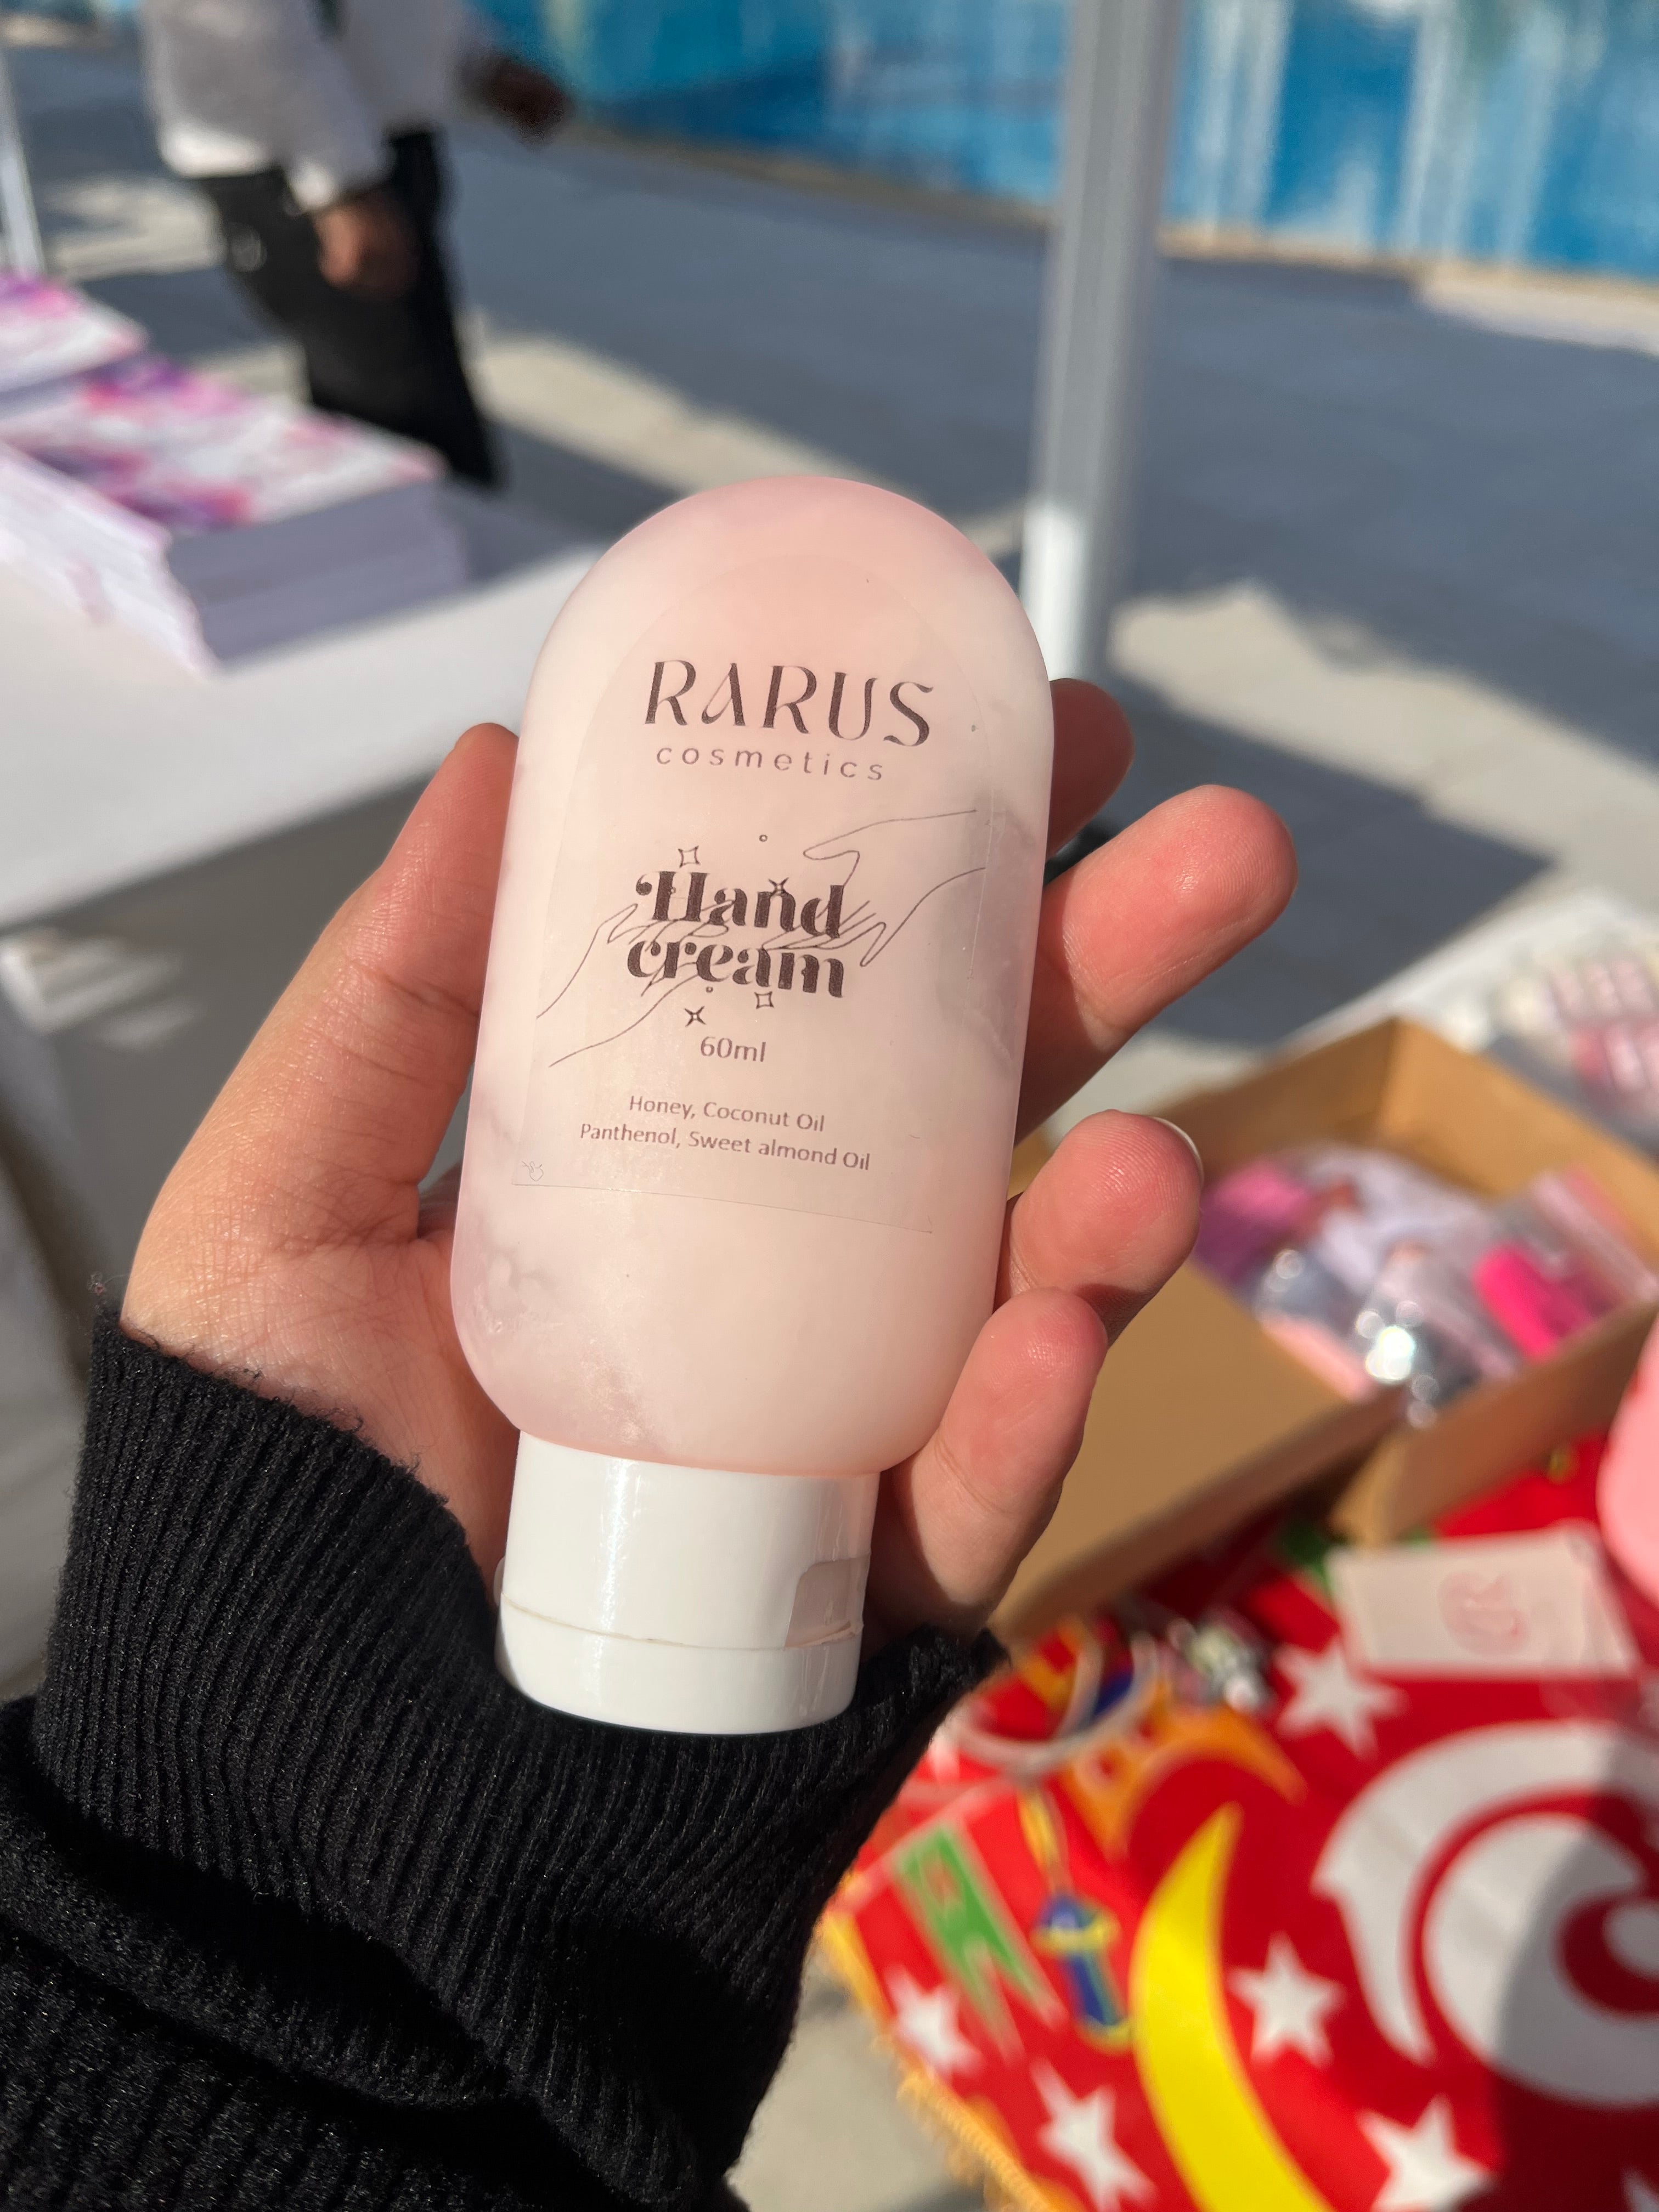 RARUS
cosmetics
Hand
cream
60ml
Honey, Coconut Oil
Panthenol, Sweet almond Oil